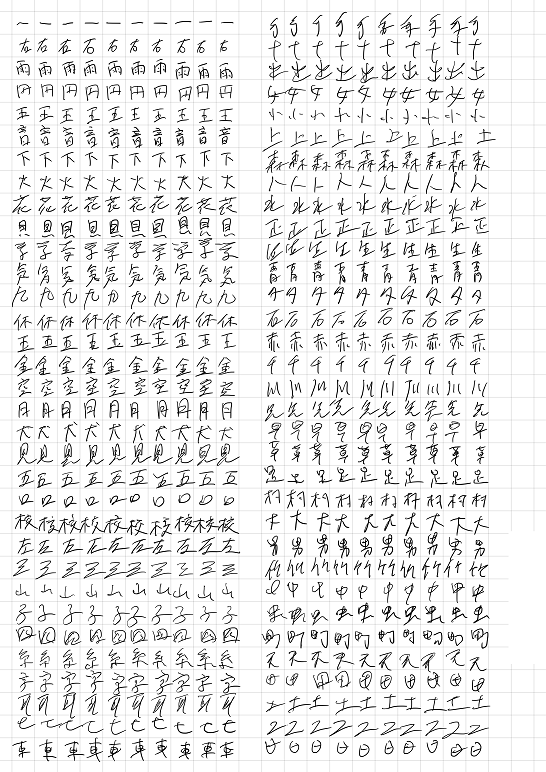 一一一一一一一一一一
右右右右右右右右右右
雨雨雨雨雨雨雨雨雨雨
円円円円円円円円円円
王王王王王王王王王王
音音音音音音音音音音
下下下下下下下下下下
火火火火火火火火火火
花花花花花花花花花花
貝貝貝貝貝貝貝貝貝貝
学学学学学学学学学学
気気気気気気気気気気
九九九九九九九九九九
休休休休休休休休休休
玉玉玉玉玉玉玉玉玉玉
金金金金金金金金金金
空空空空空空空空空空
月月月月月月月月月月
犬犬犬犬犬犬犬犬犬犬
見見見見見見見見見見
五五五五五五五五五五
口口口口口口口口口口
校校校校校校校校校校
左左左左左左左左左左
三三三三三三三三三三
山山山山山山山山山山
子子子子子子子子子子
四四四四四四四四四四
糸糸糸糸糸糸糸糸糸糸
字字字字字字字字字字
耳耳耳耳耳耳耳耳耳耳
七七七七七七七七七七
車車車車車車車車車車
手手手手手手手手手手
十十十十十十十十十十
出出出出出出出出出出
女女女女女女女女女女
小小小小小小小小小小
上上上上上上上上上上
森森森森森森森森森森
人人人人人人人人人人
水水水水水水水水水水
正正正正正正正正正正
生生生生生生生生生生
青青青青青青青青青青
夕夕夕夕夕夕夕夕夕夕
石石石石石石石石石石
赤赤赤赤赤赤赤赤赤赤
千千千千千千千千千千
川川川川川川川川川川
先先先先先先先先先先
早早早早早早早早早早
草草草草草草草草草草
足足足足足足足足足足
村村村村村村村村村村
大大大大大大大大大大
男男男男男男男男男男
竹竹竹竹竹竹竹竹竹竹
中中中中中中中中中中
虫虫虫虫虫虫虫虫虫虫
町町町町町町町町町町
天天天天天天天天天天
田田田田田田田田田田
土土土土土土土土土土
二二二二二二二二二二
日日日日日日日日日日